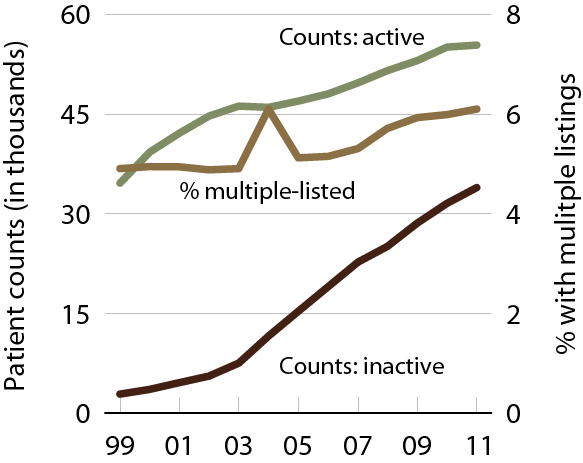 Patient counts (in thousands)
60
45
30
15
0
Counts: active
% multiple-listed
Counts: inactive
8
6
4
2
0
% with mulitple listings
99 01 03 05 07 09 11